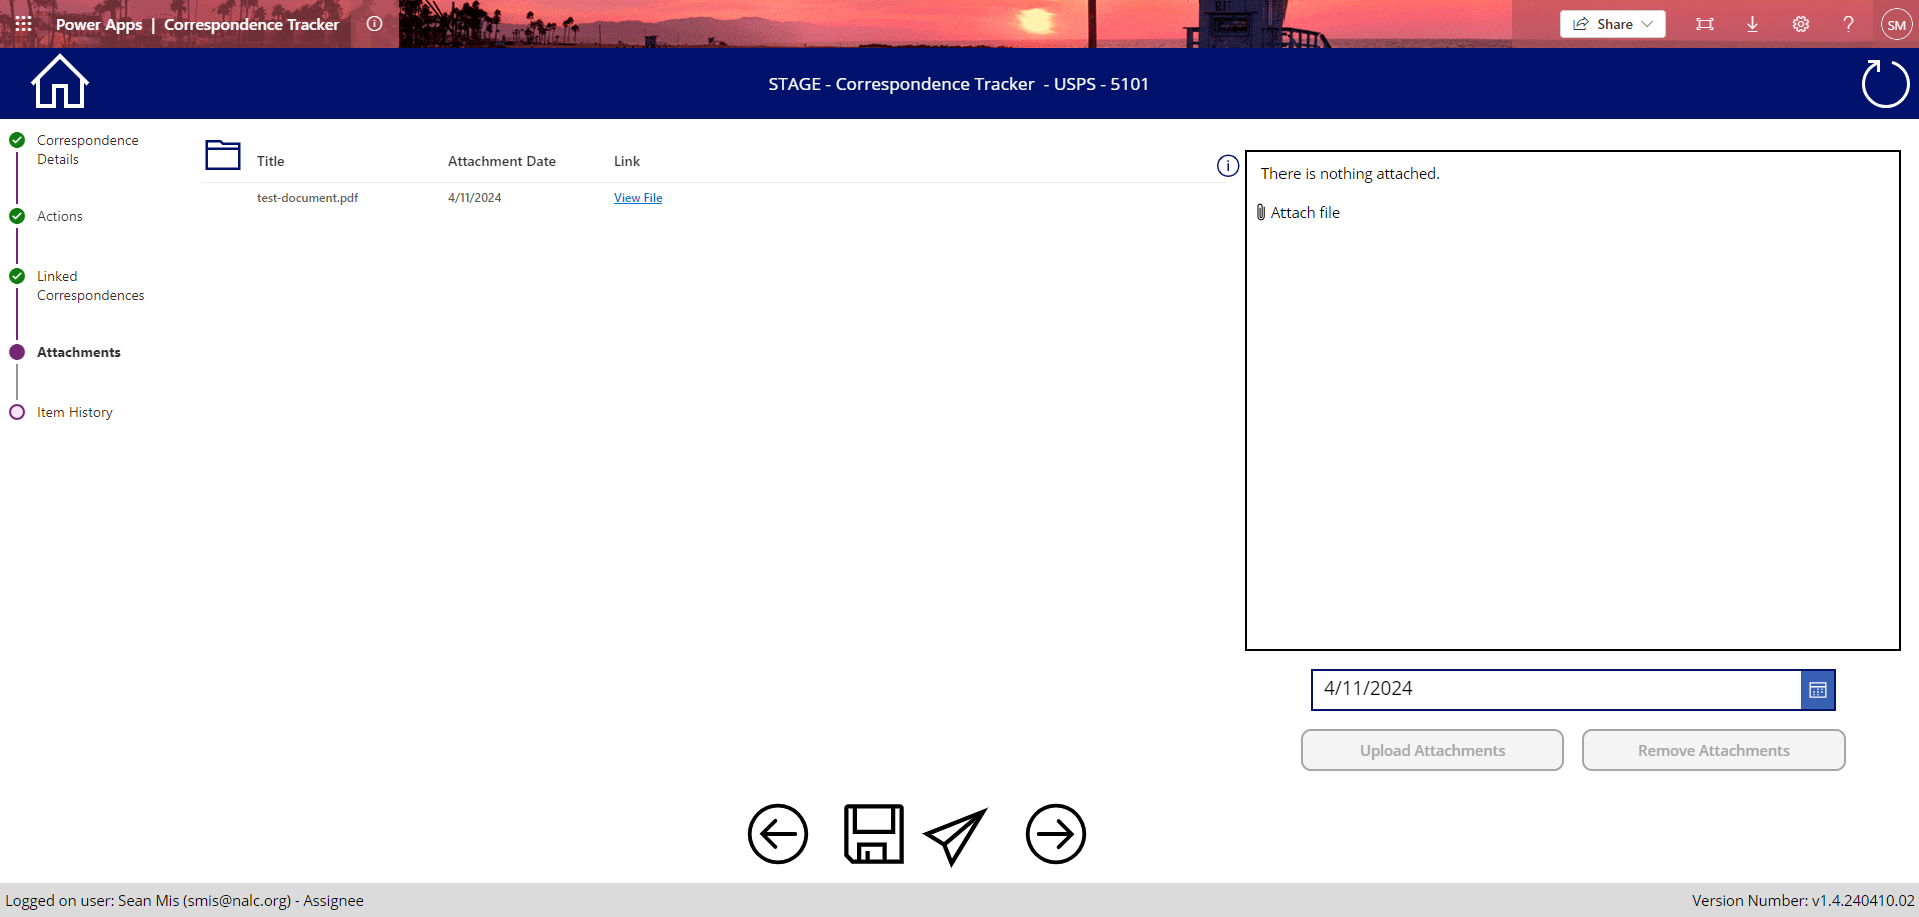 Power Apps | Correspondence Tracker
Share
SM
STAGE - Correspondence Tracker - USPS - 5101
Correspondence
Details
Actions
Linked
Correspondences
Attachments
Item History
Title Attachment Date Link
test-document.pdf 4/11/2024 View File
There is nothing attached.
Attach file
4/11/2024
Upload Attachments Remove Attachments
Logged on user: Sean Mis (smis@nalc.org) - Assignee
Version Number: v1.4.240410.02